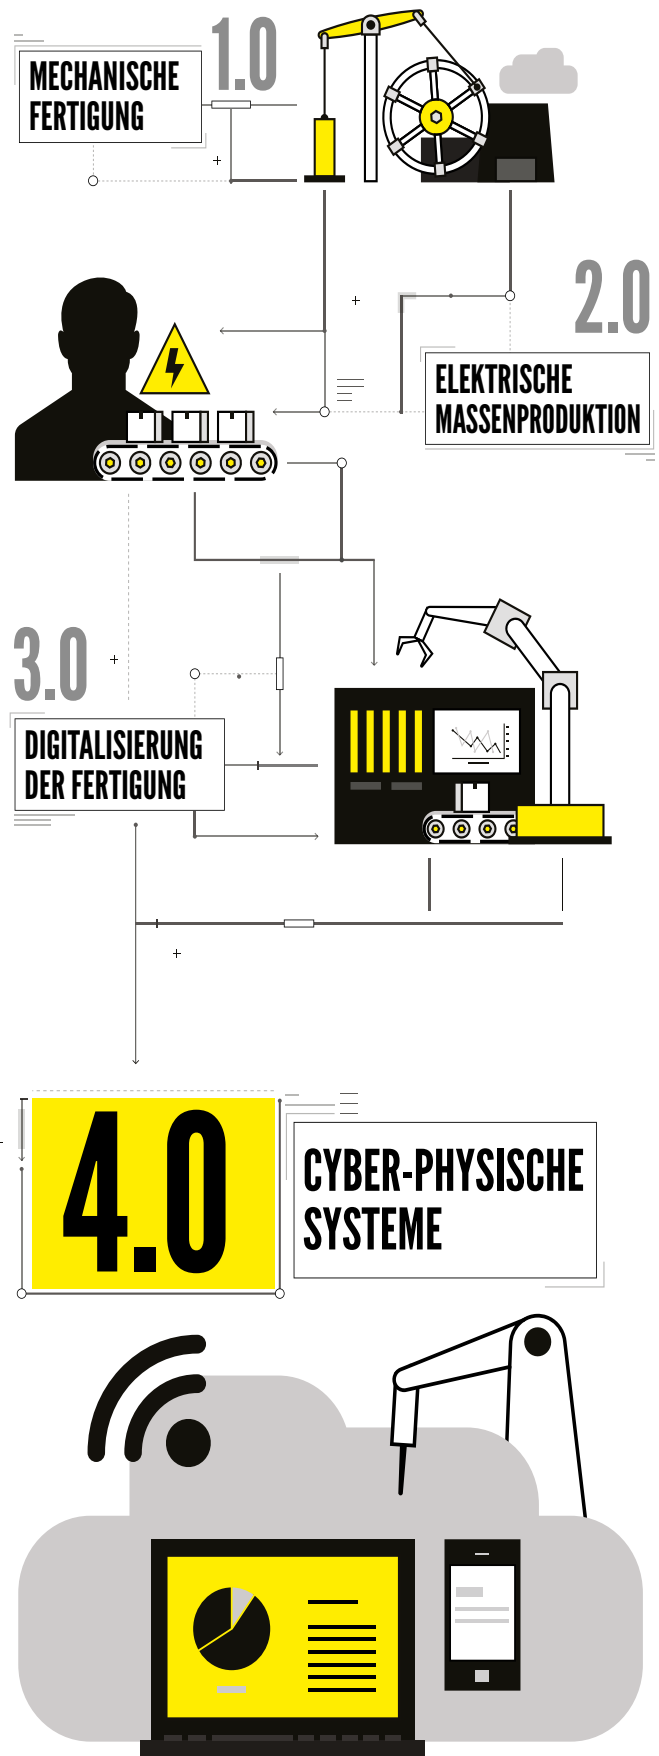 1.0
MECHANISCHE
FERTIGUNG
2.0
ELEKTRISCHE
MASSENPRODUKTION
3.0
DIGITALISIERUNG
DER FERTIGUNG
4.0
CYBER-PHYSISCHE
SYSTEME